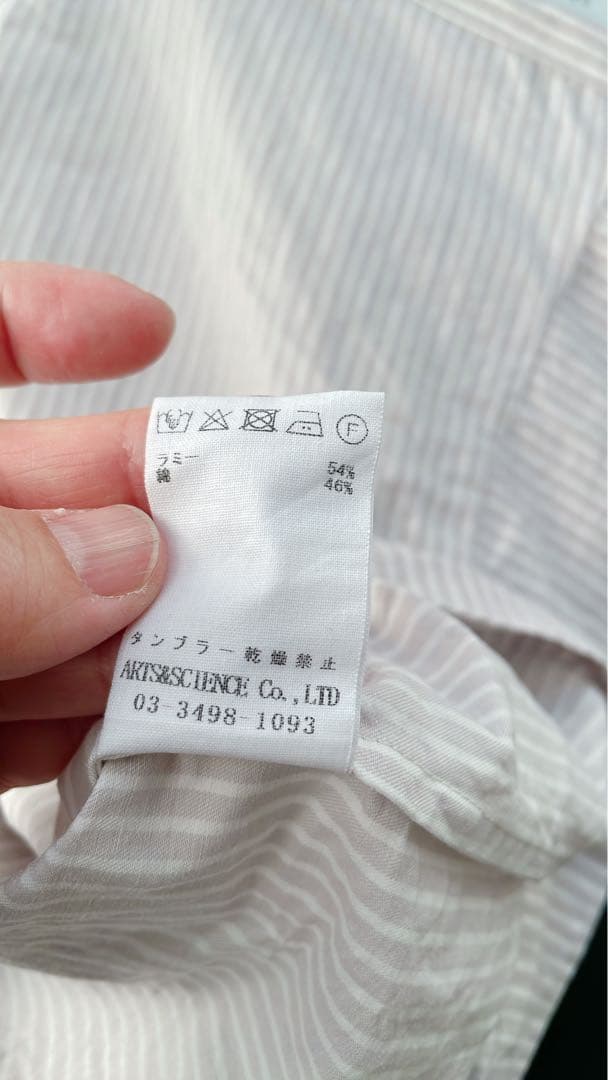 F
ラミー 54%
綿 46%
タンブラー乾燥禁止
ARTS&SCIENCE Co.,LTD
03-3498-1093